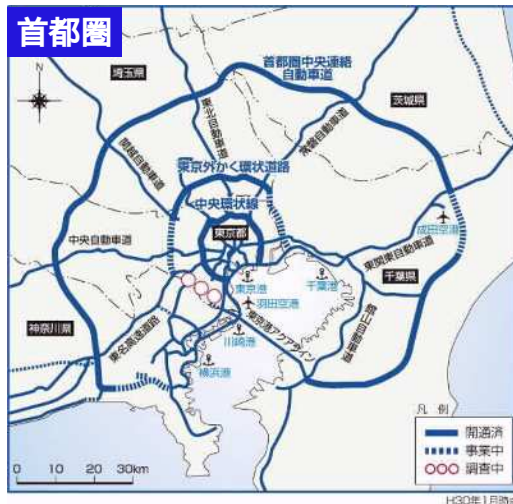 首都圏
N
埼玉県
首都圏中央連絡
自動車道
茨城県
東北自動車道
常磐自動車道
関越自動車道
東京外かく環状道路
中央環状線
東京都
成田空港
中央自動車道
東関東自動車道
東京港
千葉港
千葉県
羽田空港
神奈川県
東名高速道路
川崎港
東京港アクアライン
館山自動車道
横浜港
凡 例
開通済
事業中
調査中
0 10 20 30km